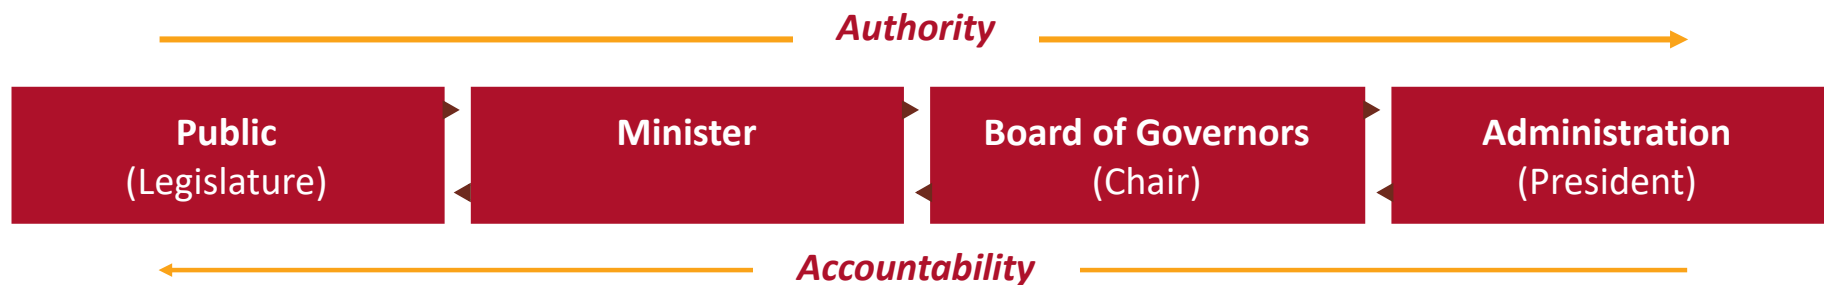 Authority
Public
(Legislature)
Minister
Board of Governors
(Chair)
Administration
(President)
Accountability